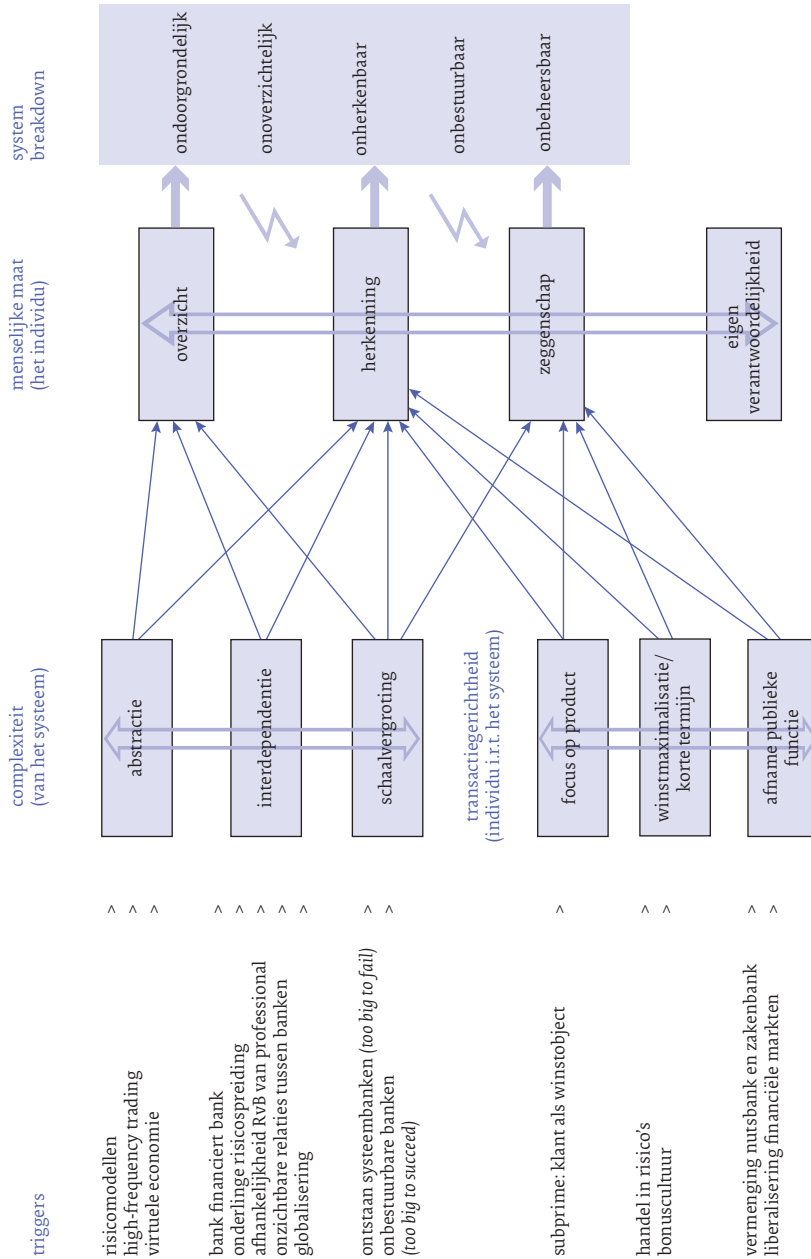 triggers
risicomodellen >
high-frequency trading >
virtuele economie >
bank financiert bank >
onderlinge risicospreiding >
afhankelijkheid RvB van professional >
onzichtbare relaties tussen banken >
globalisering >
ontstaan systeembanken (too big to fail) >
onbestuurbare banken >
(too big to succeed)
subprime: klant als winstobject >
handel in risico's >
bonuscultuur >
vermenging nutsbank en zakenbank >
liberalisering financiële markten >
complexiteit
(van het systeem)
abstractie
interdependentie
schaalvergroting
transactiegerichtheid
(individu i.r.t. het systeem)
focus op product
winstmaximalisatie/
korte termijn
afname publieke
functie
menselijke maat
(het individu)
overzicht
herkenning
zeggenschap
eigen
verantwoordelijkheid
system
breakdown
ondoorgrondelijk
onoverzichtelijk
onherkenbaar
onbestuurbaar
onbeheersbaar